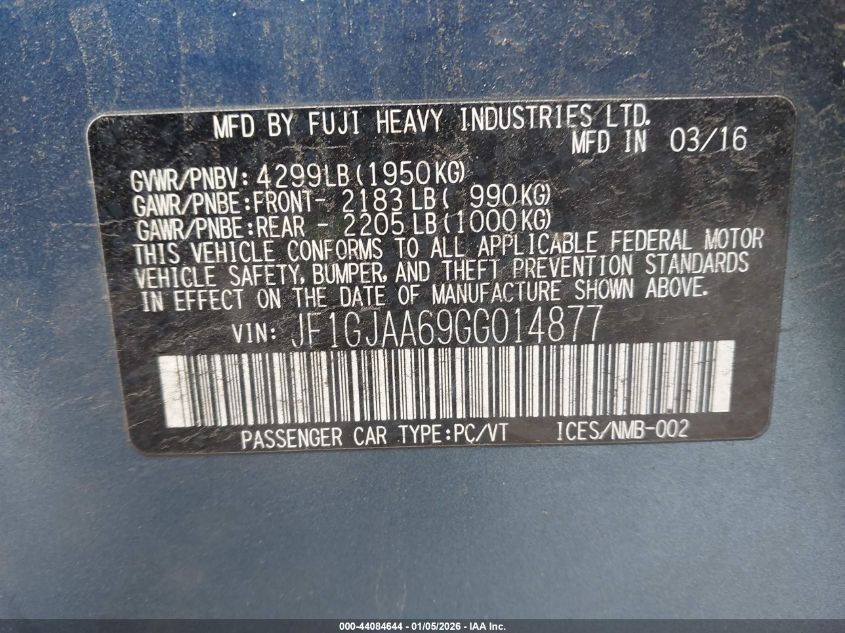 MFD BY FUJI HEAVY INDUSTRIES LTD.
MFD IN 03/16
GVWR/PNBV: 4299LB(1950KG)
GAWR/PNBE:FRONT- 2183 LB( 990KG)
GAWR/PNBE:REAR - 2205 LB(1000KG)
THIS VEHICLE CONFORMS TO ALL APPLICABLE FEDERAL MOTOR
VEHICLE SAFETY, BUMPER, AND THEFT PREVENTION STANDARDS
IN EFFECT ON THE DATE OF MANUFACTURE SHOWN ABOVE.
VIN: JF1GJAA69GG014877
PASSENGER CAR TYPE:PC/VT ICES/NMB-002
000-44084644 | 01/05/2026 - IAA Inc.